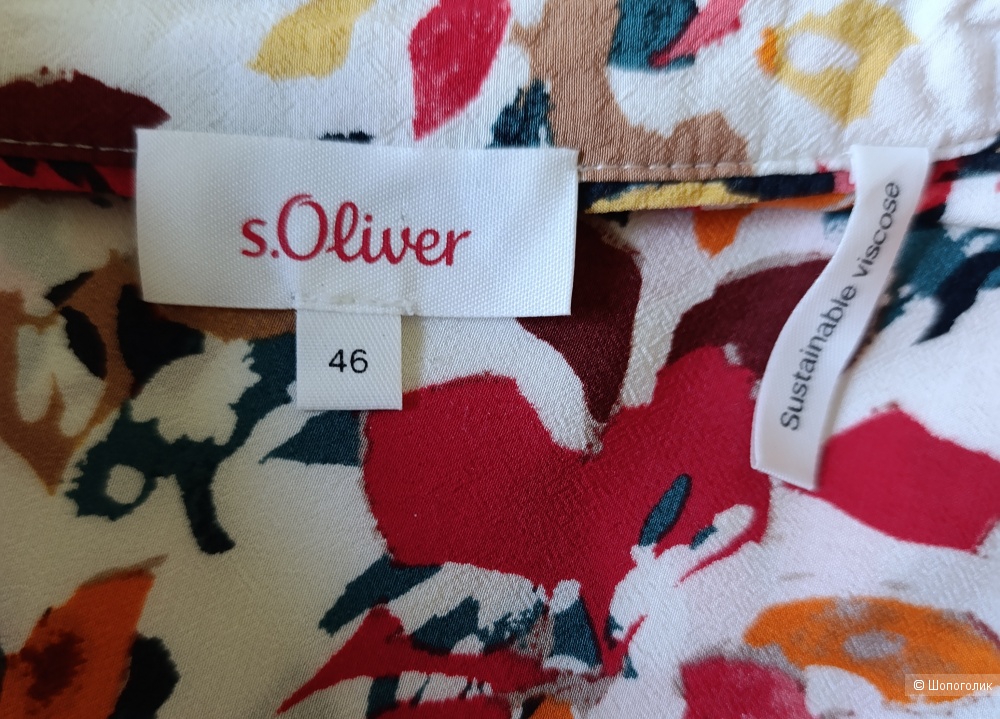 s.Oliver
46
Sustainable viscose
© Шопоголик